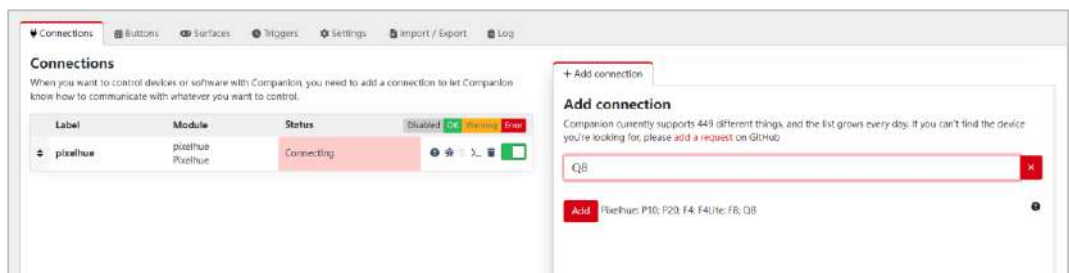 Connections Buttons Surfaces Triggers Settings Import / Export Log
Connections
When you want to control devices or software with Companion, you need to add a connection to let Companion
know how to communicate with whatever you want to control.
Label Module Status Disabled OK Warning Error
pixelhue pixelhue Connecting
Pixelhue
+ Add connection
Add connection
Companion currently supports 449 different things, and the list grows every day. If you can't find the device
you're looking for, please add a request on GitHub
Q8
Add Pixelhue: P10; P20; F4; F4Lite; F8; Q8